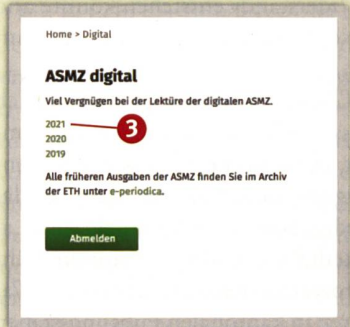 Home > Digital
ASMZ digital
Viel Vergnügen bei der Lektüre der digitalen ASMZ.
2021
3
2020
2019
Alle früheren Ausgaben der ASMZ finden Sie im Archiv
der ETH unter e-periodica.
Abmelden